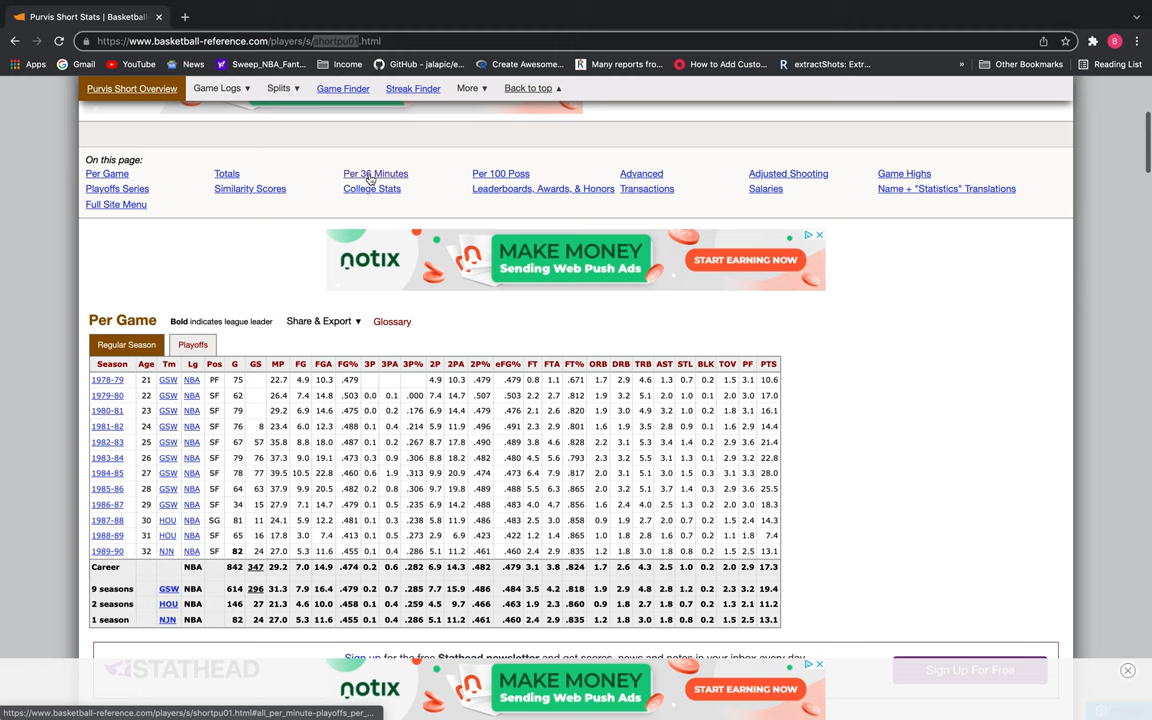 Purvis Short Stats | Basketball-
https://www.basketball-reference.com/players/s/shortpu01.html
B
Apps Gmail YouTube News Sweep_NBA_Fant... Income GitHub - jalapic/e... Create Awesome... Many reports fro... How to Add Custo... extractShots: Extr... » Other Bookmarks Reading List
Purvis Short Overview Game Logs ▼ Splits ▼ Game Finder Streak Finder More ▼ Back to top ▲
On this page:
Per Game Totals Per 36 Minutes Per 100 Poss Advanced Adjusted Shooting Game Highs
Playoffs Series Similarity Scores College Stats Leaderboards, Awards, & Honors Transactions Salaries Name + "Statistics" Translations
Full Site Menu
notix MAKE MONEY Sending Web Push Ads START EARNING NOW
Per Game Bold indicates league leader Share & Export ▼ Glossary
Regular Season Playoffs
Season Age Tm Lg Pos G GS MP FG FGA FG% 3P 3PA 3P% 2P 2PA 2P% eFG% FT FTA FT% ORB DRB TRB AST STL BLK TOV PF PTS
1978-79 21 GSW NBA PF 75 22.7 4.9 10.3 .479 4.9 10.3 .479 .479 0.8 1.1 .671 1.7 2.9 4.6 1.3 0.7 0.2 1.5 3.1 10.6
1979-80 22 GSW NBA SF 62 26.4 7.4 14.8 .503 0.0 0.1 .000 7.4 14.7 .507 .503 2.2 2.7 .812 1.9 3.2 5.1 2.0 1.0 0.1 2.0 3.0 17.0
1980-81 23 GSW NBA SF 79 29.2 6.9 14.6 .475 0.0 0.2 .176 6.9 14.4 .479 .476 2.1 2.6 .820 1.9 3.0 4.9 3.2 1.0 0.2 1.8 3.4 16.1
1981-82 24 GSW NBA SF 76 8 23.4 6.0 12.3 .488 0.1 0.4 .214 5.9 11.9 .496 .491 2.3 2.9 .801 1.6 1.9 3.5 2.8 0.9 0.1 1.6 2.9 14.4
1982-83 25 GSW NBA SF 67 57 35.8 8.8 18.0 .487 0.1 0.2 .267 8.7 17.8 .490 .489 3.8 4.6 .828 2.2 3.1 5.3 3.4 1.4 0.2 2.9 3.6 21.4
1983-84 26 GSW NBA SF 79 76 37.3 9.0 19.1 .473 0.3 0.9 .306 8.8 18.2 .482 .480 4.5 5.6 .793 2.3 3.2 5.5 3.1 1.3 0.1 2.8 3.2 22.8
1984-85 27 GSW NBA SF 78 77 39.5 10.5 22.8 .460 0.6 1.9 .313 9.9 20.9 .474 .473 6.4 7.9 .817 2.0 3.1 5.1 3.0 1.5 0.3 3.1 3.3 28.0
1985-86 28 GSW NBA SF 64 63 37.9 9.9 20.5 .482 0.2 0.8 .306 9.7 19.8 .489 .488 5.5 6.3 .865 2.0 3.2 5.1 3.7 1.4 0.3 2.9 3.6 25.5
1986-87 29 GSW NBA SF 34 15 27.9 7.1 14.7 .479 0.1 0.5 .235 6.9 14.2 .488 .483 4.0 4.7 .856 1.6 2.4 4.0 2.5 1.3 0.2 2.0 3.0 18.3
1987-88 30 HOU NBA SG 81 11 24.1 5.9 12.2 .481 0.1 0.3 .238 5.8 11.9 .486 .483 2.5 3.0 .858 0.9 1.9 2.7 2.0 0.7 0.2 1.5 2.4 14.3
1988-89 31 HOU NBA SF 65 16 17.8 3.0 7.4 .413 0.1 0.3 .273 2.9 6.9 .423 .422 1.2 1.4 .865 1.0 1.8 2.8 1.6 0.7 0.2 1.1 1.8 7.4
1989-90 32 NJN NBA SF 82 24 27.0 5.3 11.6 .455 0.1 0.4 .286 5.1 11.2 .461 .460 2.4 2.9 .835 1.2 1.8 3.0 1.8 0.8 0.2 1.5 2.5 13.1
Career NBA 842 347 29.2 7.0 14.9 .474 0.2 0.6 .282 6.9 14.3 .482 .479 3.1 3.8 .824 1.7 2.6 4.3 2.5 1.0 0.2 2.0 2.9 17.3
9 seasons GSW NBA 614 296 31.3 7.9 16.4 .479 0.2 0.7 .285 7.7 15.9 .486 .484 3.5 4.2 .818 1.9 2.9 4.8 2.8 1.2 0.2 2.3 3.2 19.4
2 seasons HOU NBA 146 27 21.3 4.6 10.0 .458 0.1 0.4 .259 4.5 9.7 .466 .463 1.9 2.3 .860 0.9 1.8 2.7 1.8 0.7 0.2 1.3 2.1 11.2
1 season NJN NBA 82 24 27.0 5.3 11.6 .455 0.1 0.4 .286 5.1 11.2 .461 .460 2.4 2.9 .835 1.2 1.8 3.0 1.8 0.8 0.2 1.5 2.5 13.1
Sign up for the free Stathead newsletter and get scores, news and notes in your inbox every day.
STATHEAD notix MAKE MONEY Sending Web Push Ads START EARNING NOW Sign Up For Free
https://www.basketball-reference.com/players/s/shortpu01.html#all_per_minute-playoffs_per_...